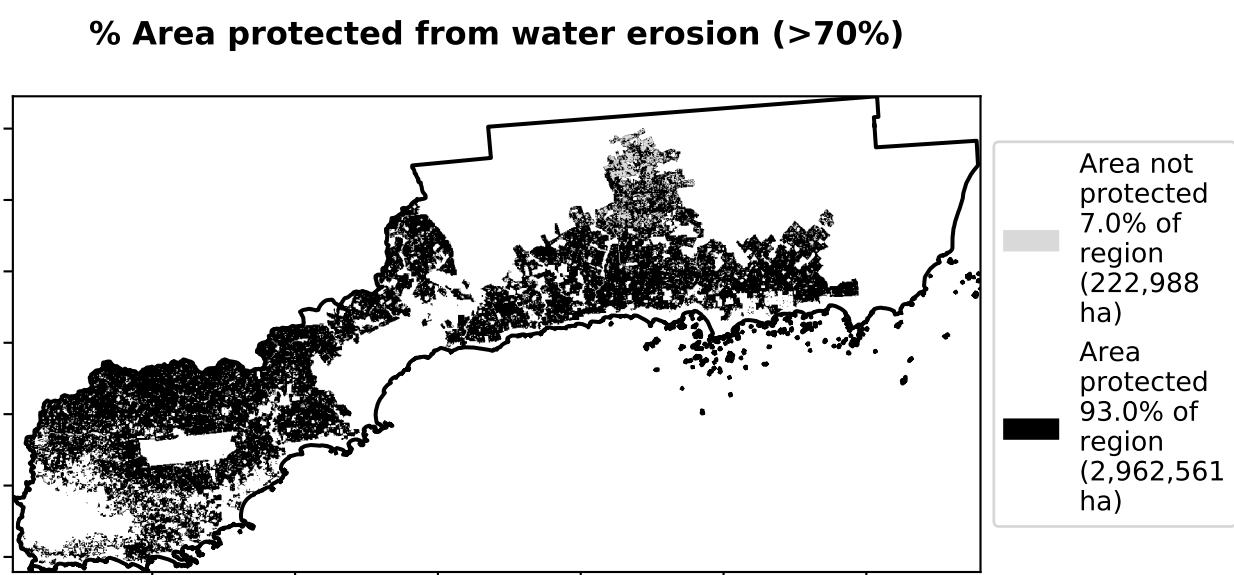 % Area protected from water erosion (>70%)
Area not
protected
7.0% of
region
(222,988
ha)
Area
protected
93.0% of
region
(2,962,561
ha)